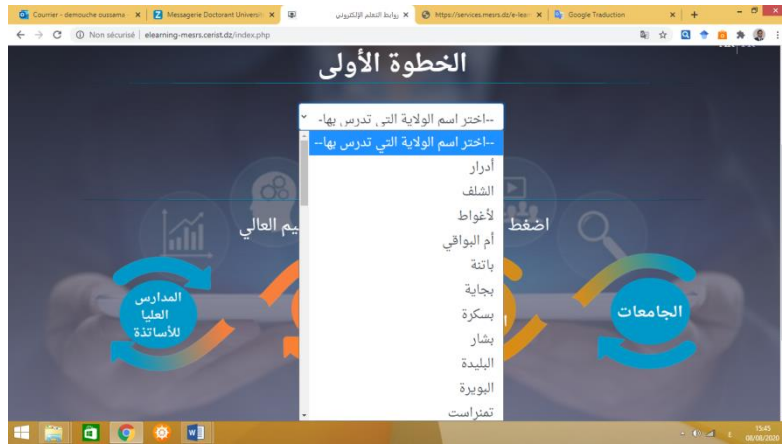 Courrier - demouche oussema
Messagerie Doctorant Universit
روابط التعلم الإلكتروني
https://services.mesrs.dz/e-lear
Google Traduction
Non sécurisé | elearning-mesrs.cerist.dz/index.php
الخطوة الأولى
--اختر اسم الولاية التي تدرس بها-
--اختر اسم الولاية التي تدرس بها--
أدرار
الشلف
لأغواط
أم البواقي
باتنة
بجاية
بسكرة
بشار
البليدة
البويرة
تمنراست
اضغط
يم العالي
الجامعات
المدارس
العليا
للأساتذة
15:45
08/08/2020